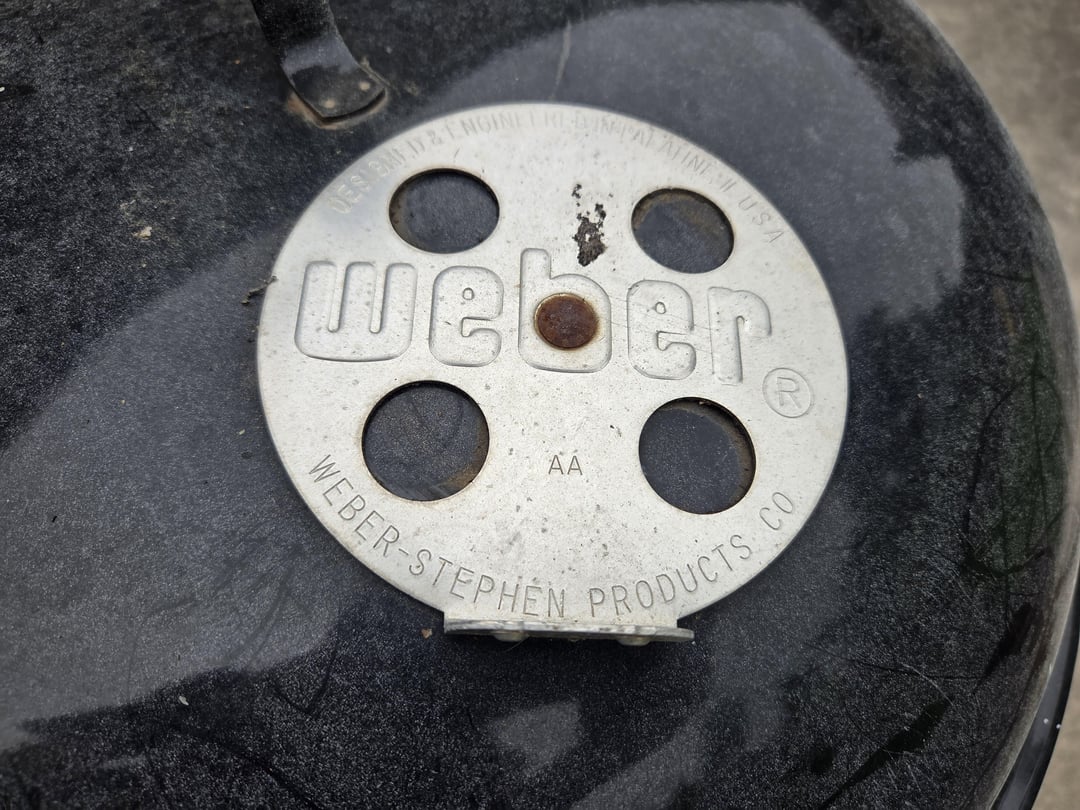 DESIGNED & ENGINEERED IN PALATINE IL USA
weber®
AA
WEBER-STEPHEN PRODUCTS CO